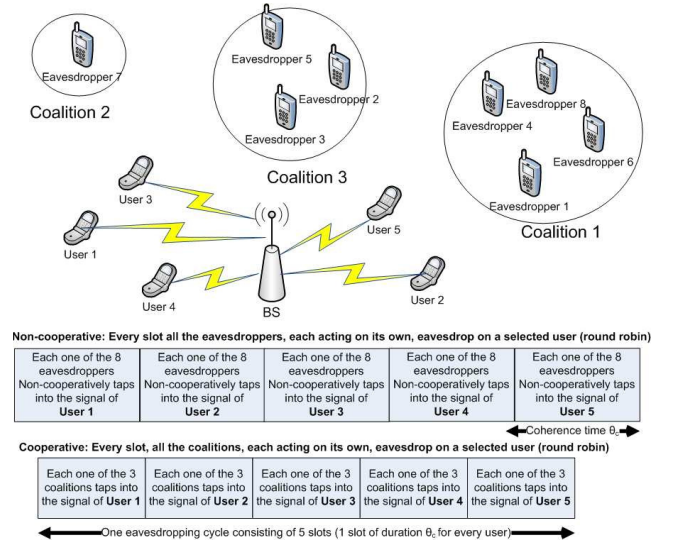 Eavesdropper 7
Coalition 2
Eavesdropper 5
Eavesdropper 2
Eavesdropper 3
Coalition 3
Eavesdropper 8
Eavesdropper 4
Eavesdropper 6
Eavesdropper 1
Coalition 1
User 3
User 1
User 4
BS
User 5
User 2
Non-cooperative: Every slot all the eavesdroppers, each acting on its own, eavesdrop on a selected user (round robin)
Each one of the 8
eavesdroppers
Non-cooperatively taps
into the signal of
User 1
Each one of the 8
eavesdroppers
Non-cooperatively taps
into the signal of
User 2
Each one of the 8
eavesdroppers
Non-cooperatively taps
into the signal of
User 3
Each one of the 8
eavesdroppers
Non-cooperatively taps
into the signal of
User 4
Each one of the 8
eavesdroppers
Non-cooperatively taps
into the signal of
User 5
Coherence time θc
Cooperative: Every slot, all the coalitions, each acting on its own, eavesdrop on a selected user (round robin)
Each one of the 3
coalitions taps into
the signal of User 1
Each one of the 3
coalitions taps into
the signal of User 2
Each one of the 3
coalitions taps into
the signal of User 3
Each one of the 3
coalitions taps into
the signal of User 4
Each one of the 3
coalitions taps into
the signal of User 5
One eavesdropping cycle consisting of 5 slots (1 slot of duration θc for every user)